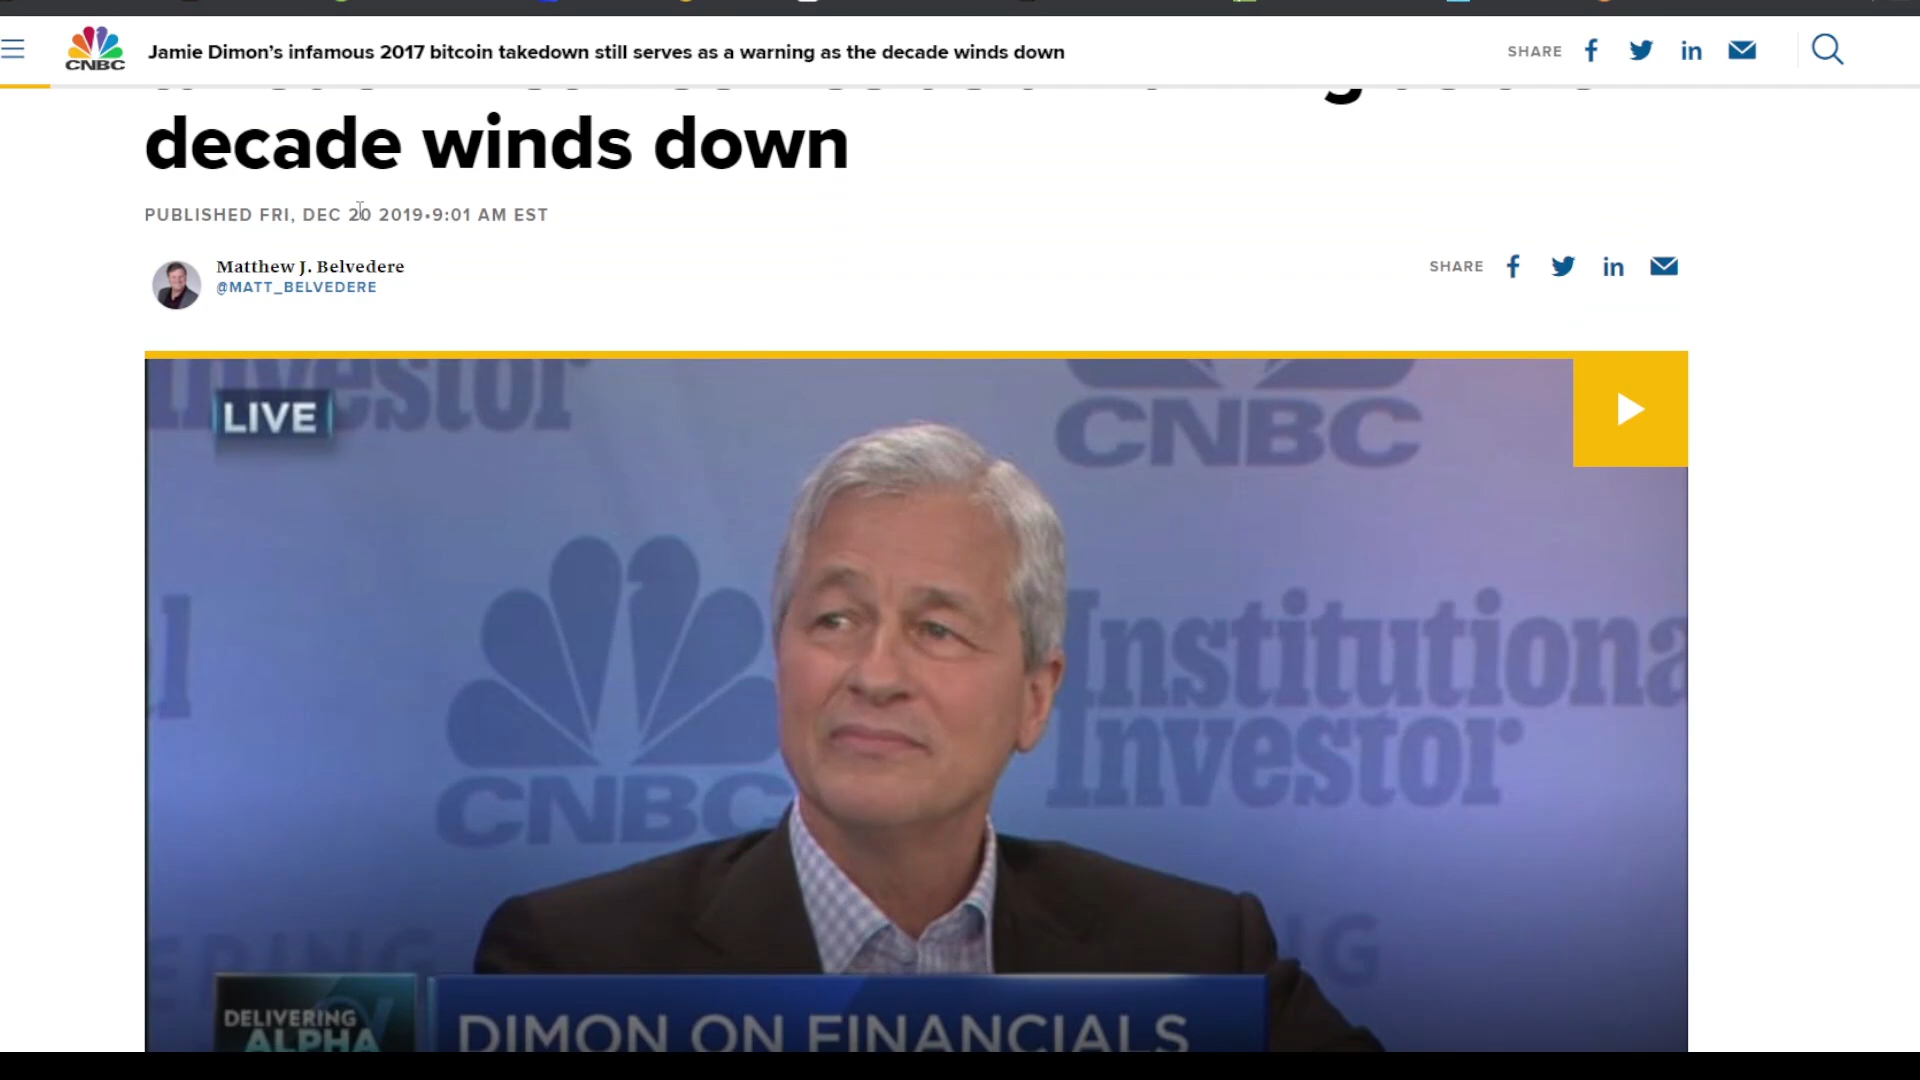 CNBC
Jamie Dimon’s infamous 2017 bitcoin takedown still serves as a warning as the decade winds down
SHARE
decade winds down
PUBLISHED FRI, DEC 20 2019•9:01 AM EST
Matthew J. Belvedere
@MATT_BELVEDERE
SHARE
Investor
LIVE
CNBC
Institutiona
Investor
CNBC
DELIVERING
ALPHA
DIMON ON FINANCIALS